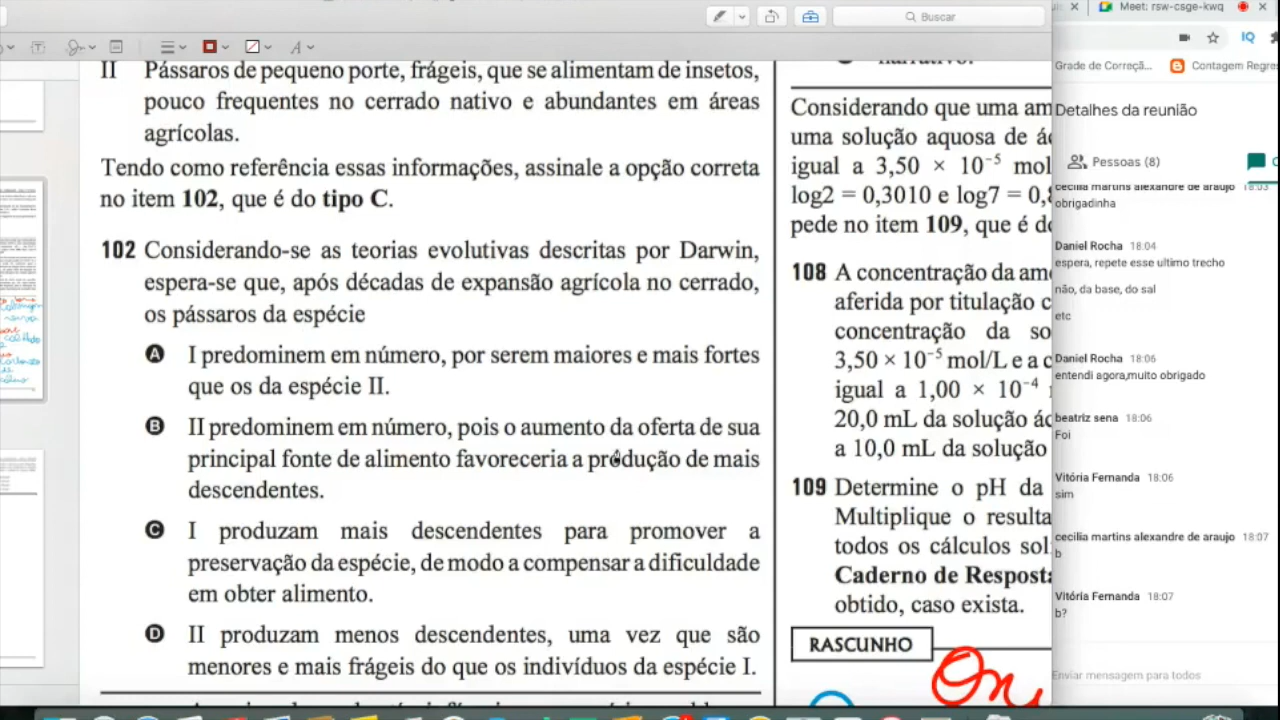 Buscar
Meet: rsw-csge-kwq
Grade de Correçã...
Contagem Regres
II Pássaros de pequeno porte, frágeis, que se alimentam de insetos,
pouco frequentes no cerrado nativo e abundantes em áreas
agrícolas.
Tendo como referência essas informações, assinale a opção correta
no item 102, que é do tipo C.
102 Considerando-se as teorias evolutivas descritas por Darwin,
espera-se que, após décadas de expansão agrícola no cerrado,
os pássaros da espécie
A I predominem em número, por serem maiores e mais fortes
que os da espécie II.
B II predominem em número, pois o aumento da oferta de sua
principal fonte de alimento favoreceria a produção de mais
descendentes.
C I produzam mais descendentes para promover a
preservação da espécie, de modo a compensar a dificuldade
em obter alimento.
D II produzam menos descendentes, uma vez que são
menores e mais frágeis do que os indivíduos da espécie I.
narrativo.
Considerando que uma am
uma solução aquosa de ác
igual a 3,50 × 10⁻⁵ mol
log2 = 0,3010 e log7 = 0,8
pede no item 109, que é do
108 A concentração da amo
aferida por titulação c
concentração da so
3,50 × 10⁻⁵ mol/L e a c
igual a 1,00 × 10⁻⁴
20,0 mL da solução ác
a 10,0 mL da solução
109 Determine o pH da
Multiplique o resulta
todos os cálculos sol
Caderno de Resposta
obtido, caso exista.
RASCUNHO
Detalhes da reunião
Pessoas (8)
cecilia martins alexandre de araujo 18:03
obrigadinha
Daniel Rocha 18:04
espera, repete esse ultimo trecho
não, da base, do sal
etc
Daniel Rocha 18:06
entendi agora,muito obrigado
beatriz sena 18:06
Foi
Vitória Fernanda 18:06
sim
cecilia martins alexandre de araujo 18:07
b
Vitória Fernanda 18:07
b?
Enviar mensagem para todos